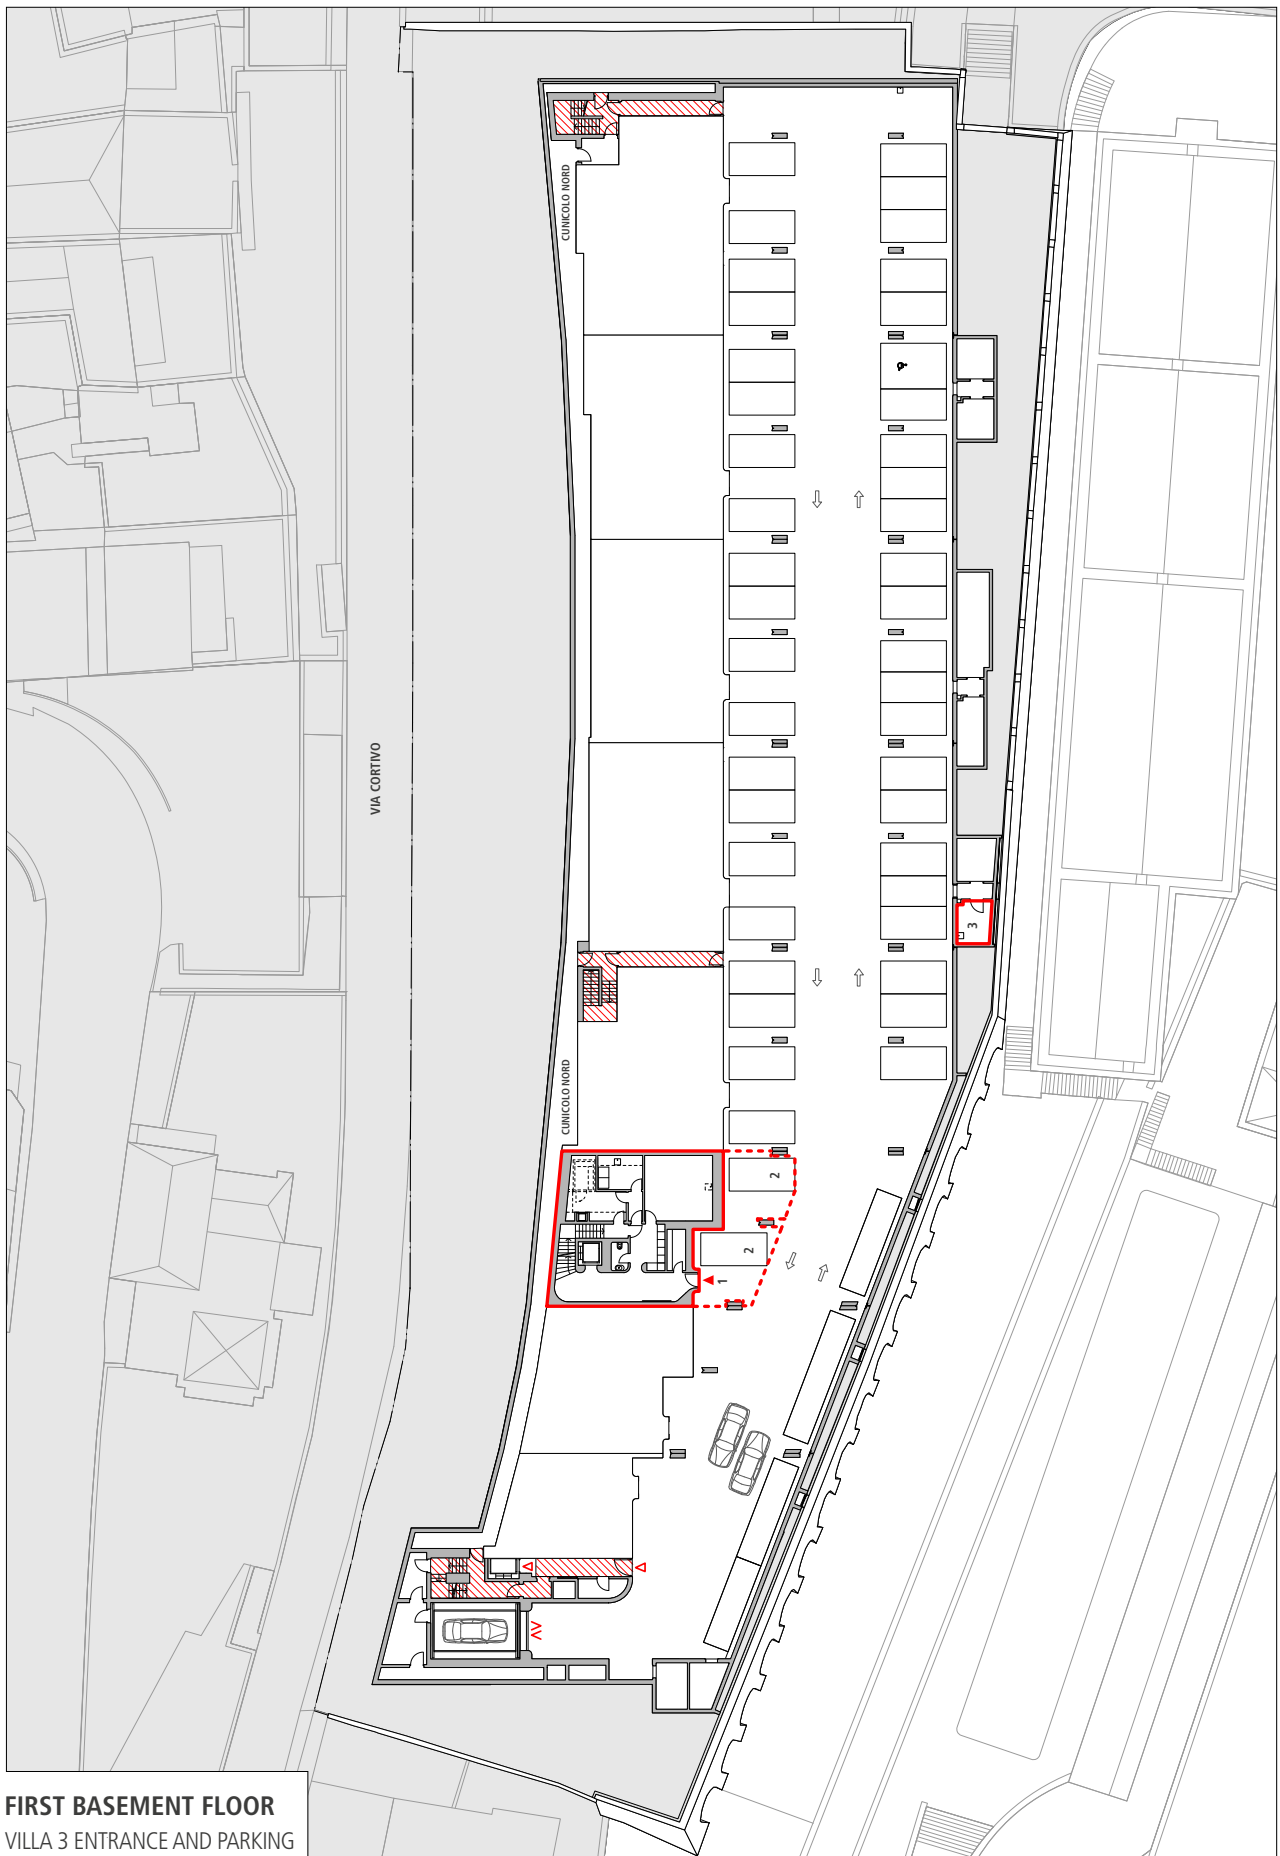 CUNICOLO NORD
VIA CORTIVO
3
CUNICOLO NORD
2
2
1
FIRST BASEMENT FLOOR
VILLA 3 ENTRANCE AND PARKING